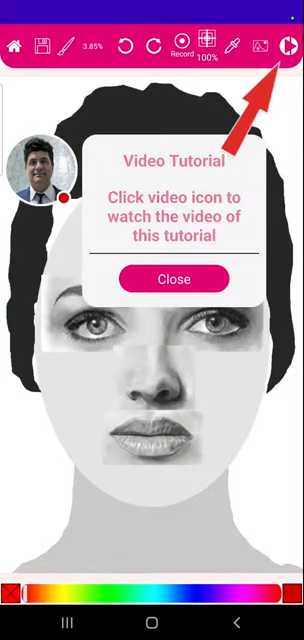 3.85%
Record
100%
Video Tutorial
Click video icon to
watch the video of
this tutorial
Close